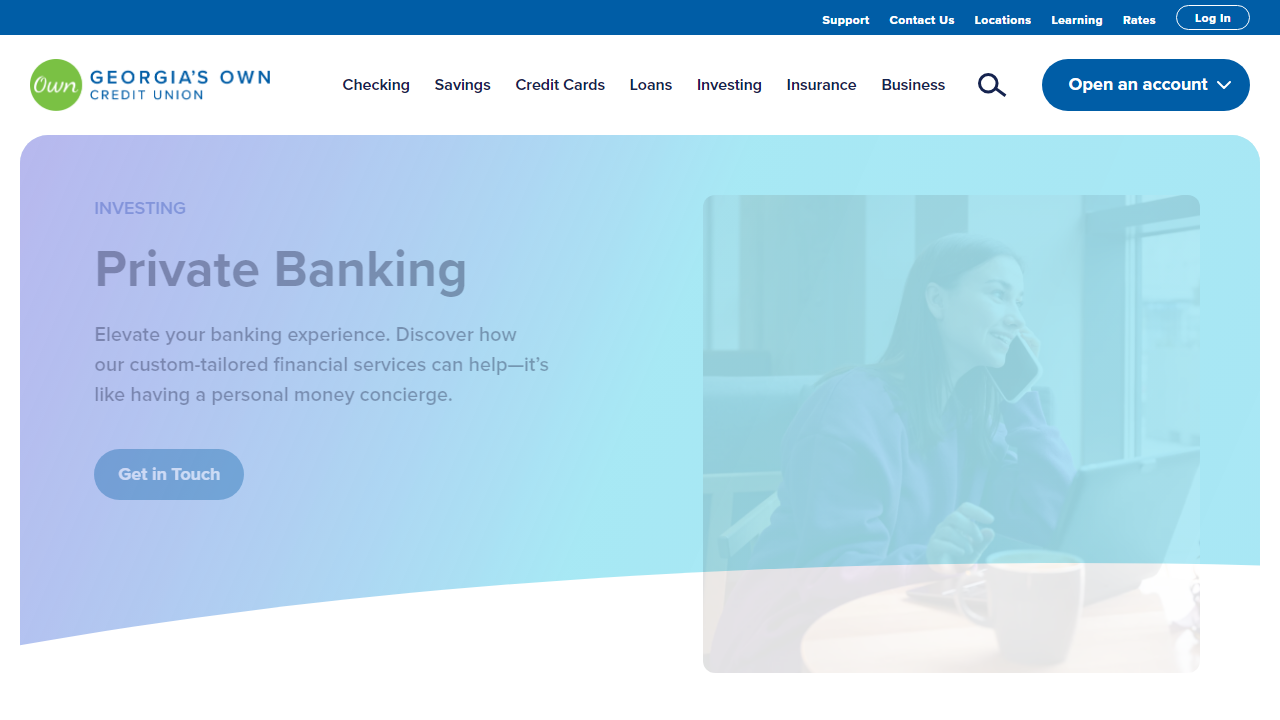 Support Contact Us Locations Learning Rates Log In
Own GEORGIA'S OWN
CREDIT UNION
Checking Savings Credit Cards Loans Investing Insurance Business
Open an account
INVESTING
Private Banking
Elevate your banking experience. Discover how
our custom-tailored financial services can help—it’s
like having a personal money concierge.
Get in Touch